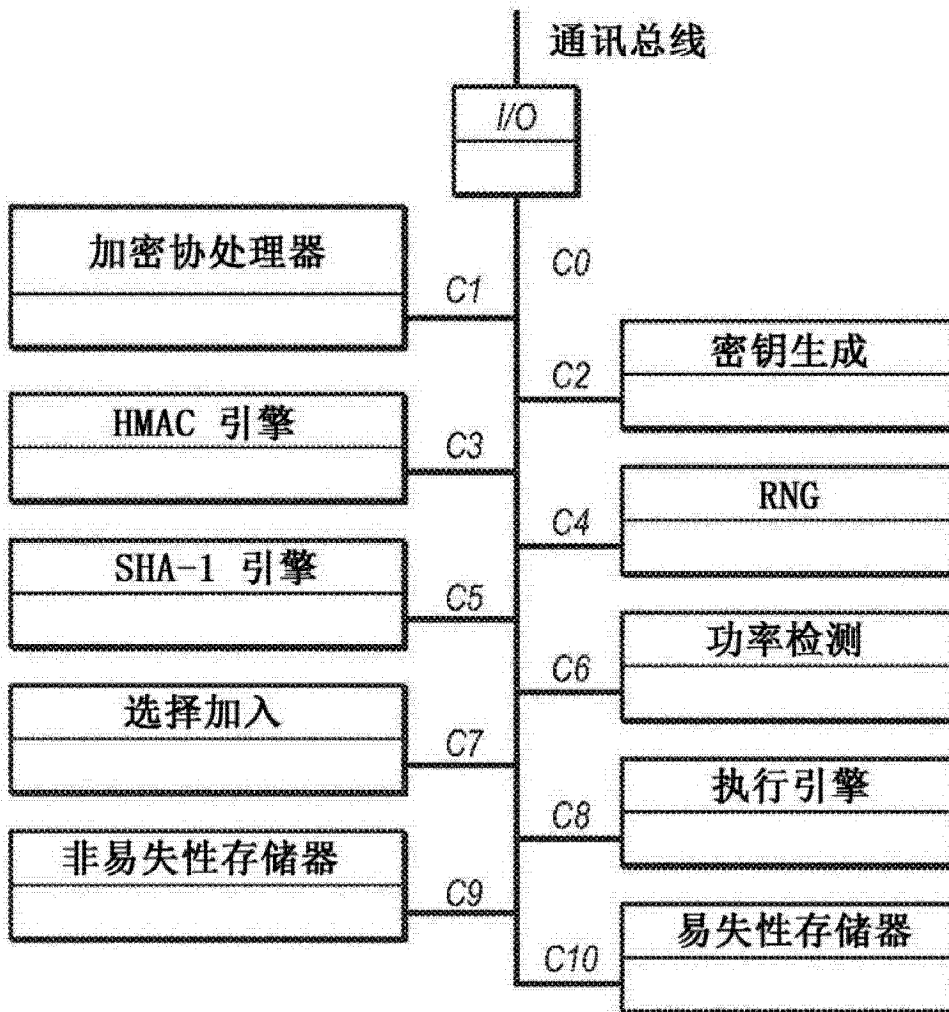 通讯总线
I/O
C0
加密协处理器
C1
C2
密钥生成
HMAC 引擎
C3
C4
RNG
SHA-1 引擎
C5
C6
功率检测
选择加入
C7
C8
执行引擎
非易失性存储器
C9
C10
易失性存储器